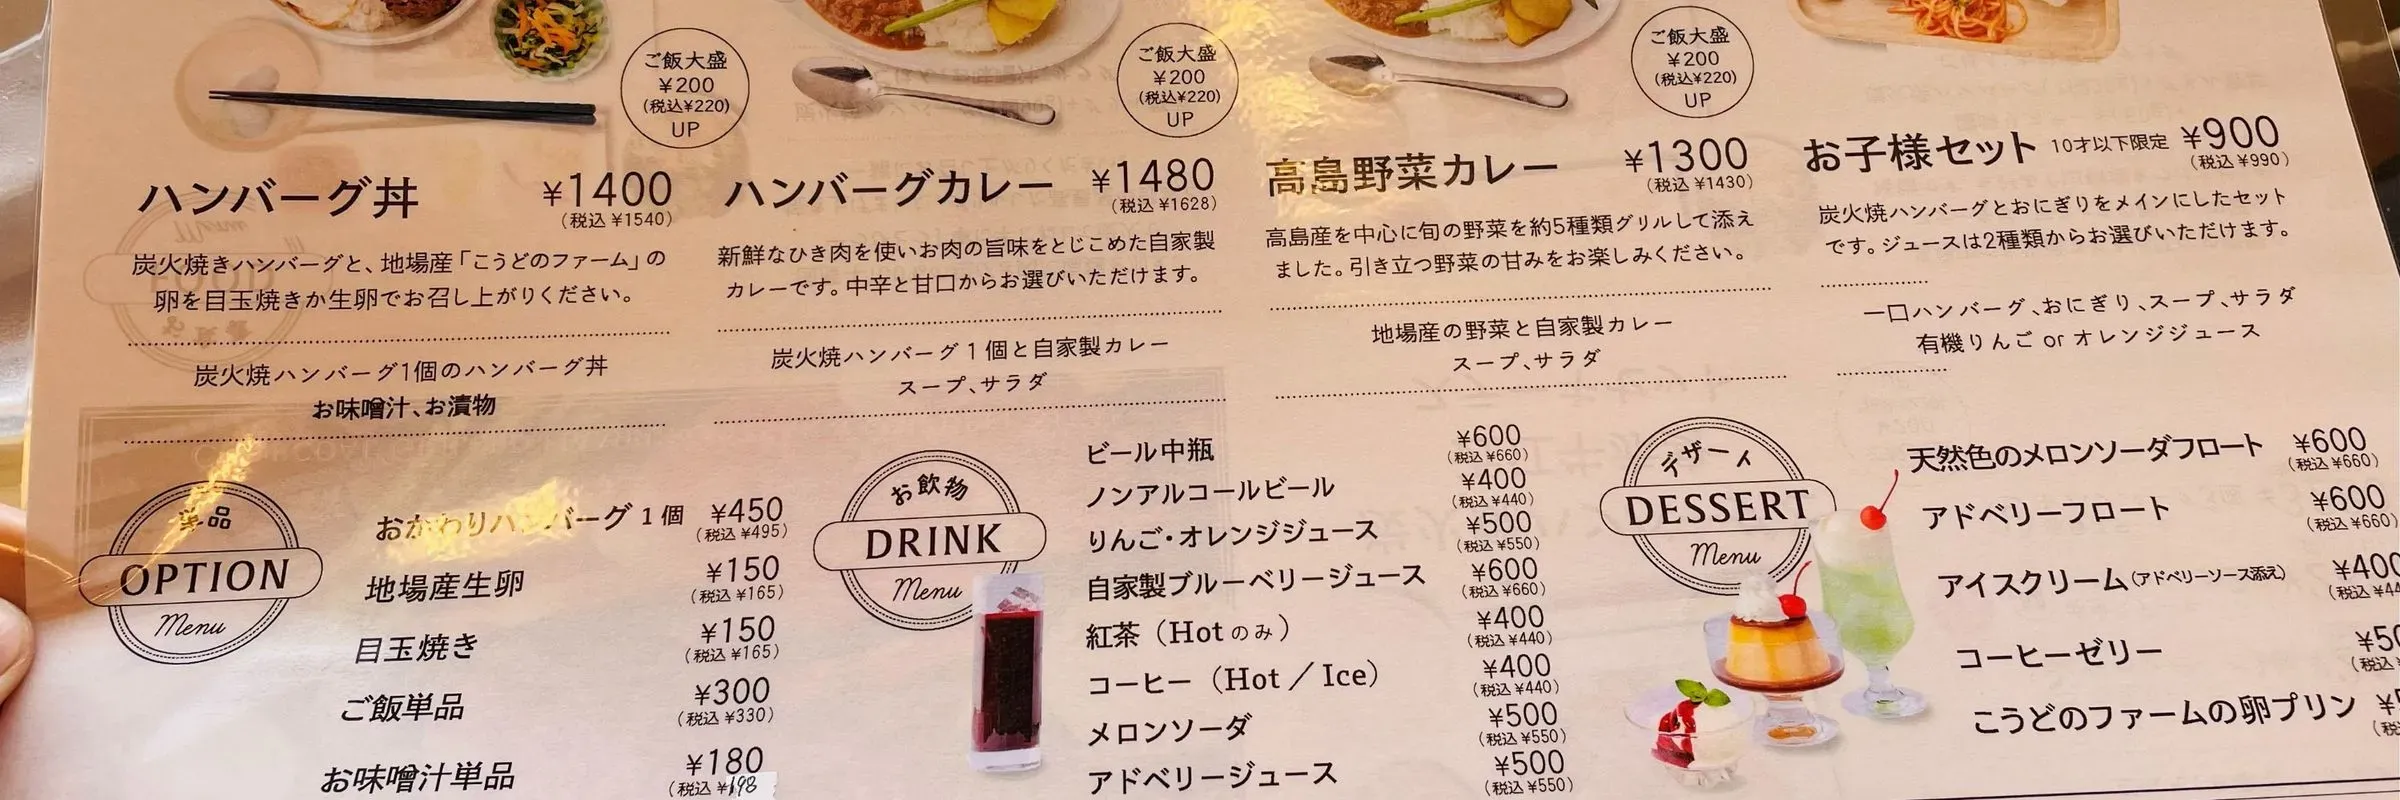 ご飯大盛
¥200
(税込¥220)
UP
ご飯大盛
¥200
(税込¥220)
UP
ご飯大盛
¥200
(税込¥220)
UP
ハンバーグ丼 ¥1400
(税込 ¥1540)
炭火焼きハンバーグと、地場産「こうどのファーム」の
卵を目玉焼きか生卵でお召し上がりください。
炭火焼ハンバーグ1個のハンバーグ丼
お味噌汁、お漬物
ハンバーグカレー ¥1480
(税込 ¥1628)
新鮮なひき肉を使いお肉の旨味をとじこめた自家製
カレーです。中辛と甘口からお選びいただけます。
炭火焼ハンバーグ1個と自家製カレー
スープ、サラダ
高島野菜カレー ¥1300
(税込 ¥1430)
高島産を中心に旬の野菜を約5種類グリルして添え
ました。引き立つ野菜の甘みをお楽しみください。
地場産の野菜と自家製カレー
スープ、サラダ
お子様セット 10才以下限定 ¥900
(税込 ¥990)
炭火焼ハンバーグとおにぎりをメインにしたセット
です。ジュースは2種類からお選びいただけます。
一口ハンバーグ、おにぎり、スープ、サラダ
有機りんご or オレンジジュース
単品
OPTION
Menu
おかわりハンバーグ 1個 ¥450
(税込 ¥495)
地場産生卵 ¥150
(税込 ¥165)
目玉焼き ¥150
(税込 ¥165)
ご飯単品 ¥300
(税込 ¥330)
お味噌汁単品 ¥180
(税込 ¥198
お飲物
DRINK
Menu
ビール中瓶 ¥600
(税込 ¥660)
ノンアルコールビール ¥400
(税込 ¥440)
りんご・オレンジジュース ¥500
(税込 ¥550)
自家製ブルーベリージュース ¥600
(税込 ¥660)
紅茶（Hot のみ） ¥400
(税込 ¥440)
コーヒー（Hot／Ice） ¥400
(税込 ¥440)
メロンソーダ ¥500
(税込 ¥550)
アドベリージュース ¥500
(税込 ¥550)
デザート
DESSERT
Menu
天然色のメロンソーダフロート ¥600
(税込 ¥660)
アドベリーフロート ¥600
(税込 ¥660)
アイスクリーム（アドベリーソース添え） ¥400
(税込 ¥44
コーヒーゼリー ¥50
(税込
こうどのファームの卵プリン ¥
(税込